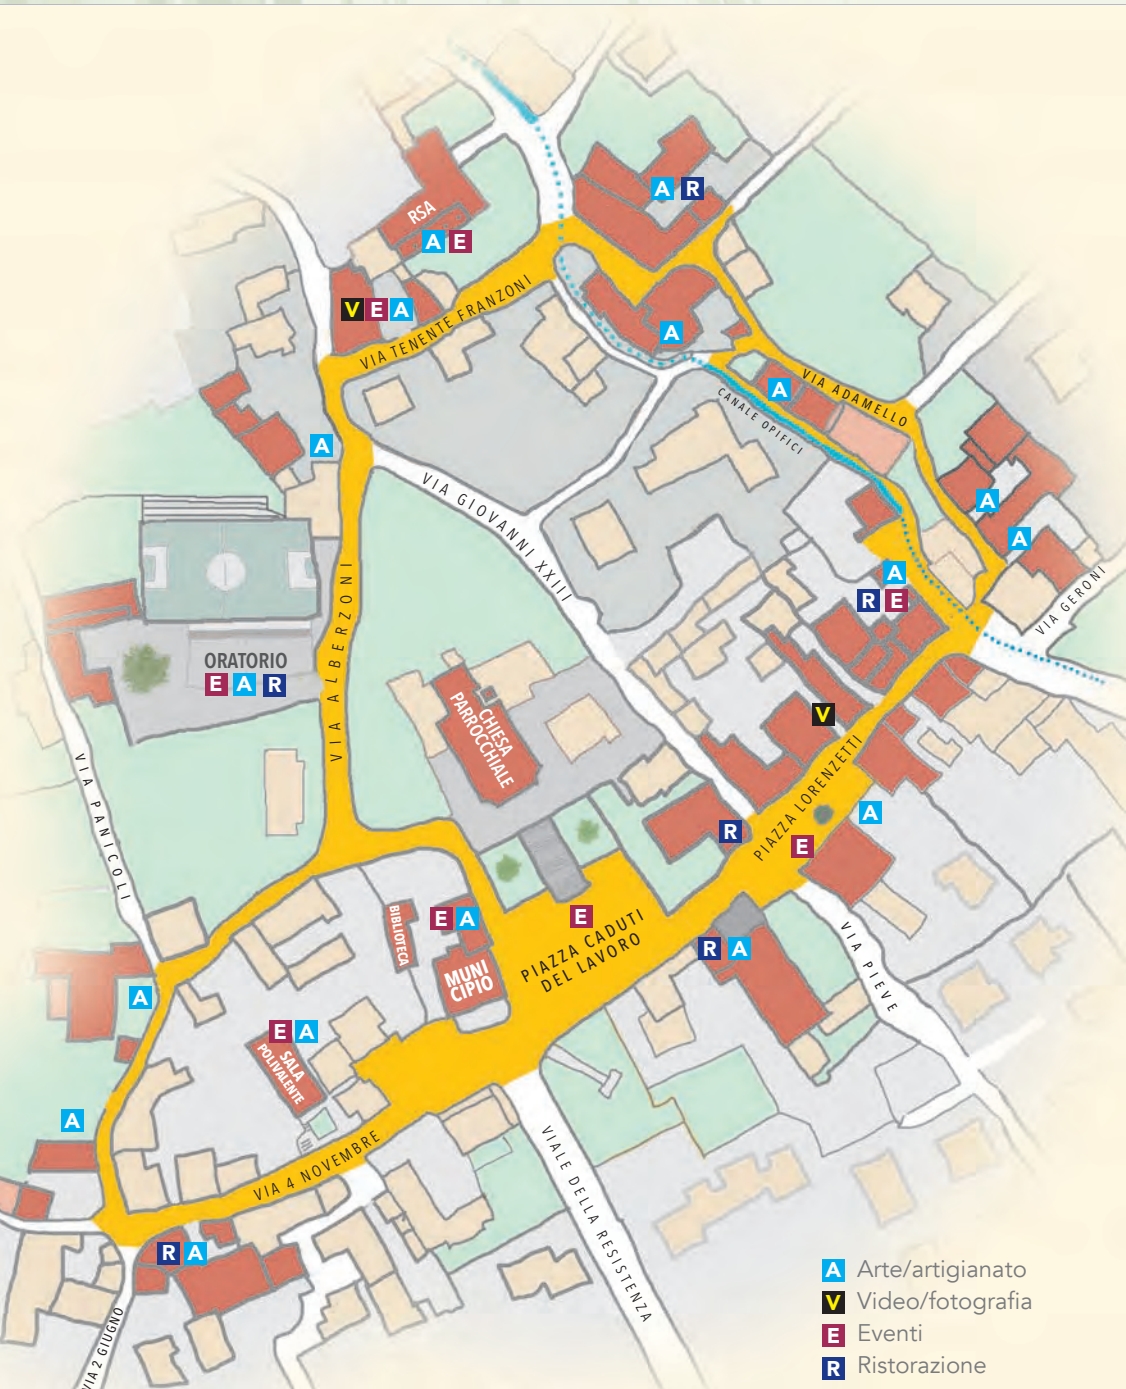 A R
RSA
A E
V E A
VIA TENENTE FRANZONI
A
A
VIA ADAMELLO
CANALE OPIFICI
A
VIA GIOVANNI XXIII
A
A
VIA GERONI
A
R E
VIA ALBERZONI
ORATORIO
E A R
CHIESA
PARROCCHIALE
V
VIA PANICOLI
PIAZZA LORENZETTI
A
R
E
BIBLIOTECA
E A
E
PIAZZA CADUTI
DEL LAVORO
R A
MUNI
CIPIO
VIA PIEVE
A
E A
SALA
POLIVALENTE
A
VIA 4 NOVEMBRE
VIALE DELLA RESISTENZA
R A
VIA 2 GIUGNO
A Arte/artigianato
V Video/fotografia
E Eventi
R Ristorazione